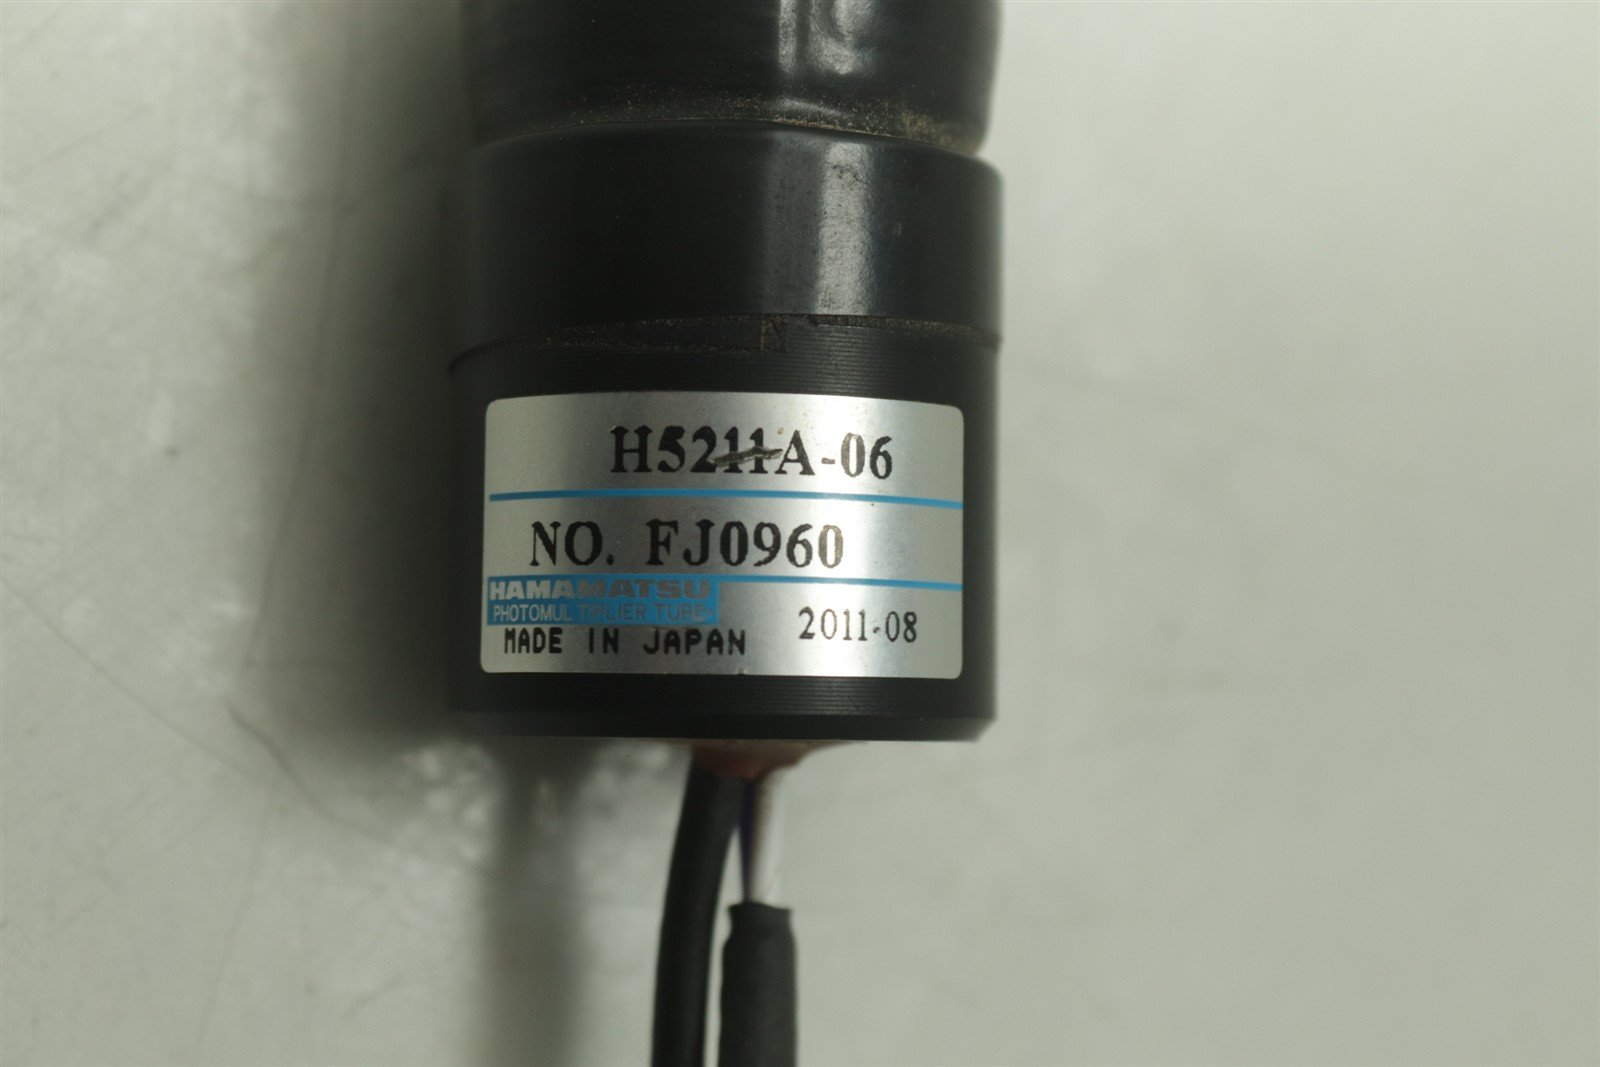 H5211A-06
NO. FJ0960
HAMAMATSU
PHOTOMULTIPLIER TUBE
MADE IN JAPAN
2011-08